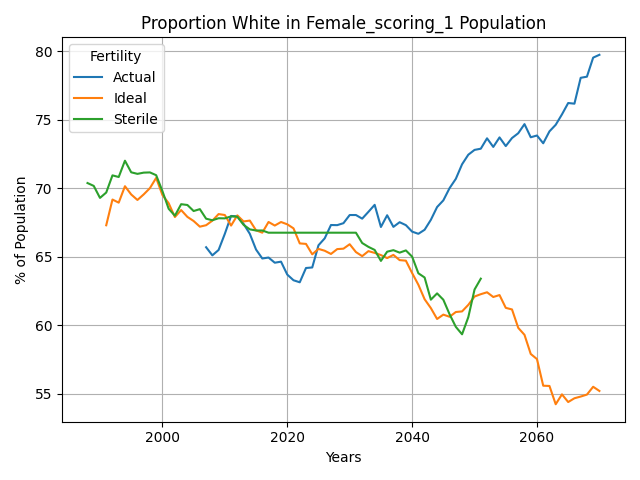 Proportion White in Female_scoring_1 Population
Fertility
Actual
Ideal
Sterile
% of Population
80
75
70
65
60
55
2000
2020
2040
2060
Years